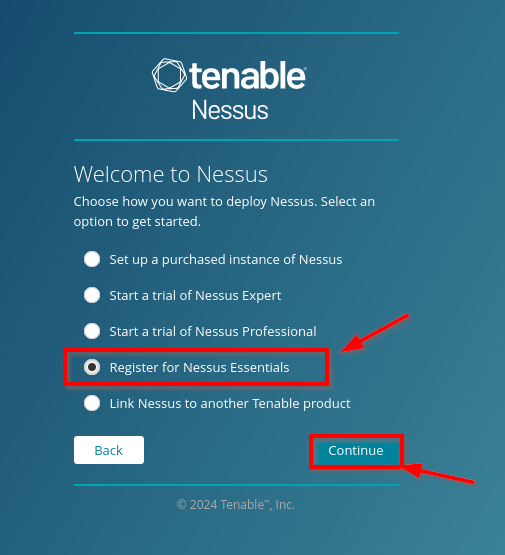 tenable
Nessus
Welcome to Nessus
Choose how you want to deploy Nessus. Select an
option to get started.
Set up a purchased instance of Nessus
Start a trial of Nessus Expert
Start a trial of Nessus Professional
Register for Nessus Essentials
Link Nessus to another Tenable product
Back
Continue
© 2024 Tenable™, Inc.